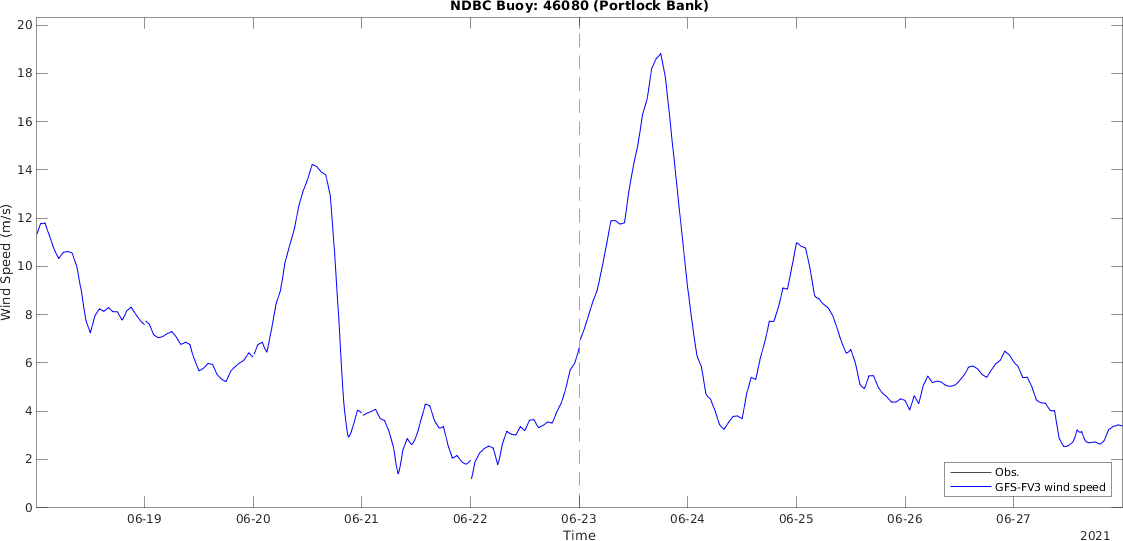 NDBC Buoy: 46080 (Portlock Bank)
20
18
16
14
12
10
8
6
4
2
0
Wind Speed (m/s)
06-19 06-20 06-21 06-22 06-23 06-24 06-25 06-26 06-27
Time
2021
Obs.
GFS-FV3 wind speed